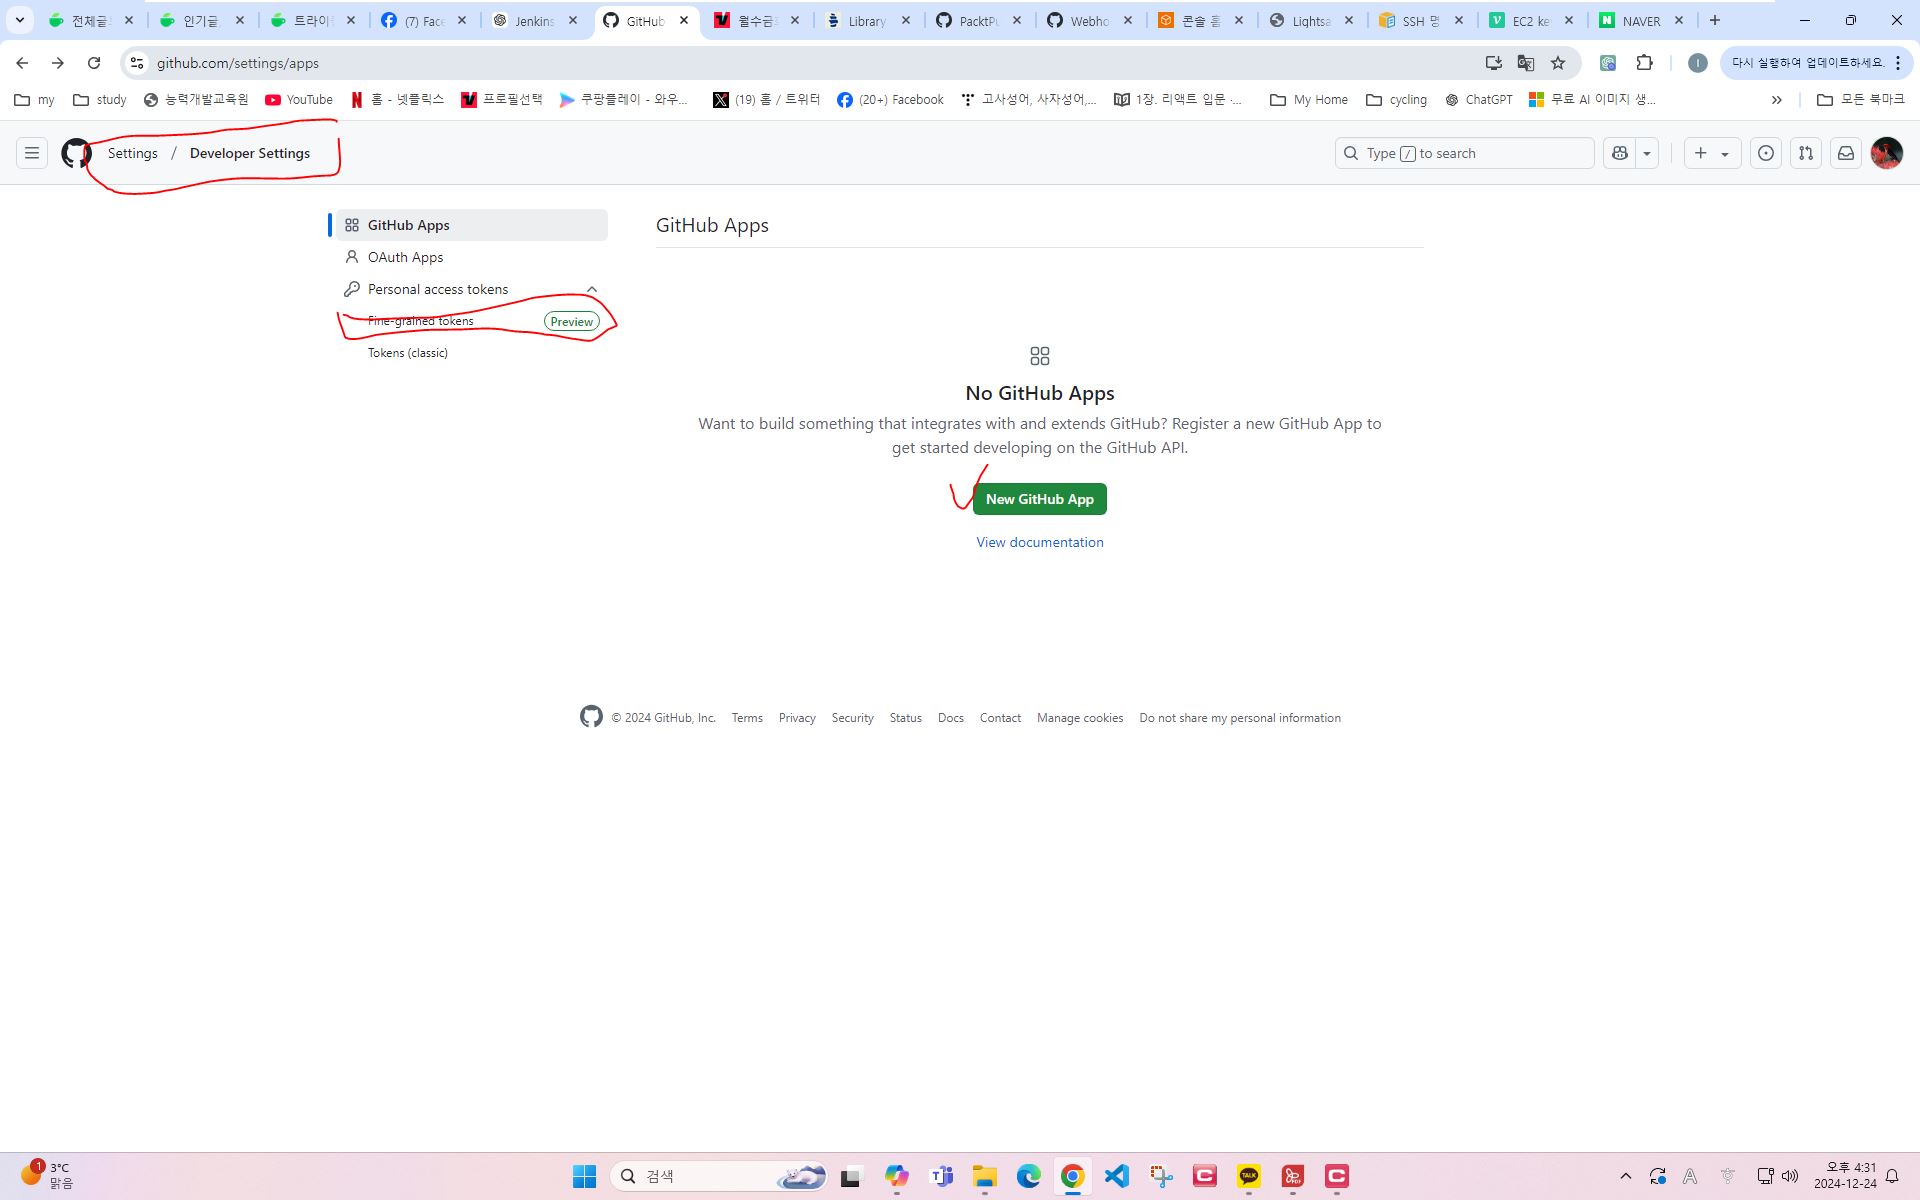 전체글
인기글
트라이
(7) Face
Jenkins
GitHub
월수금
Library
PacktPu
Webho
콘솔 홈
Lightsa
SSH 명
EC2 ke
NAVER
github.com/settings/apps
다시 실행하여 업데이트하세요.
my
study
능력개발교육원
YouTube
홈 - 넷플릭스
프로필선택
쿠팡플레이 - 와우...
(19) 홈 / 트위터
(20+) Facebook
고사성어, 사자성어,...
1장. 리액트 입문 ·...
My Home
cycling
ChatGPT
무료 AI 이미지 생...
모든 북마크
Settings / Developer Settings
Type / to search
GitHub Apps
OAuth Apps
Personal access tokens
Fine-grained tokens
Preview
Tokens (classic)
GitHub Apps
No GitHub Apps
Want to build something that integrates with and extends GitHub? Register a new GitHub App to
get started developing on the GitHub API.
New GitHub App
View documentation
© 2024 GitHub, Inc.
Terms
Privacy
Security
Status
Docs
Contact
Manage cookies
Do not share my personal information
1
3°C
맑음
검색
오후 4:31
2024-12-24